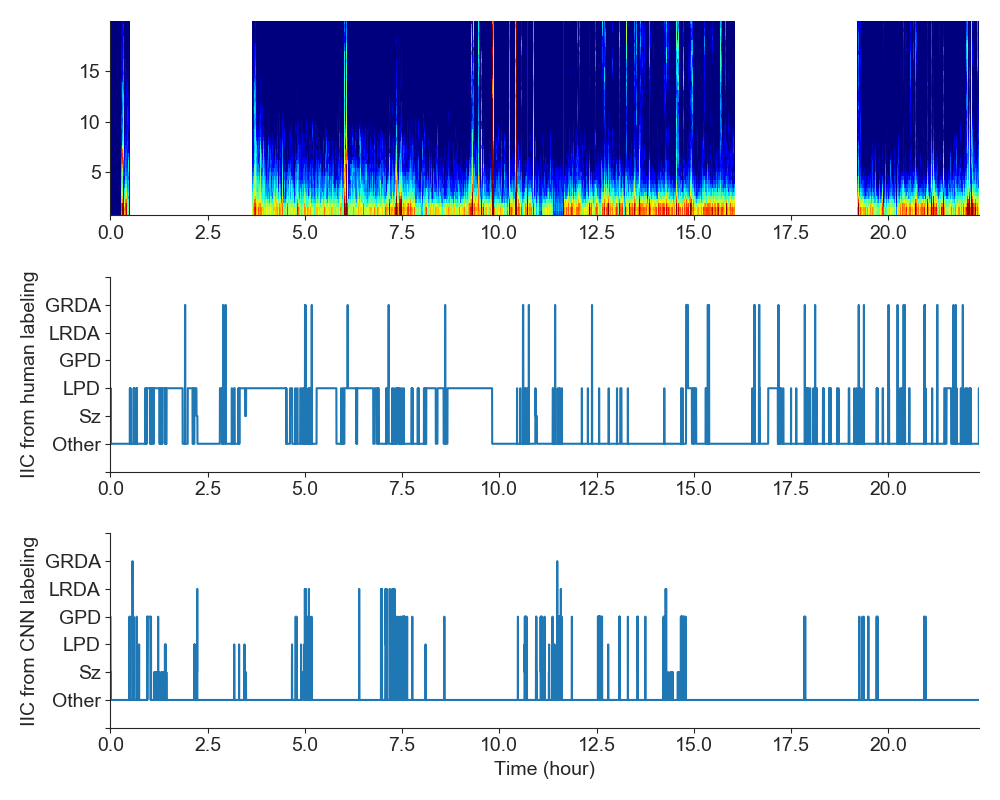 15
10
5
0.0 2.5 5.0 7.5 10.0 12.5 15.0 17.5 20.0
IIC from human labeling
GRDA
LRDA
GPD
LPD
Sz
Other
0.0 2.5 5.0 7.5 10.0 12.5 15.0 17.5 20.0
IIC from CNN labeling
GRDA
LRDA
GPD
LPD
Sz
Other
0.0 2.5 5.0 7.5 10.0 12.5 15.0 17.5 20.0
Time (hour)